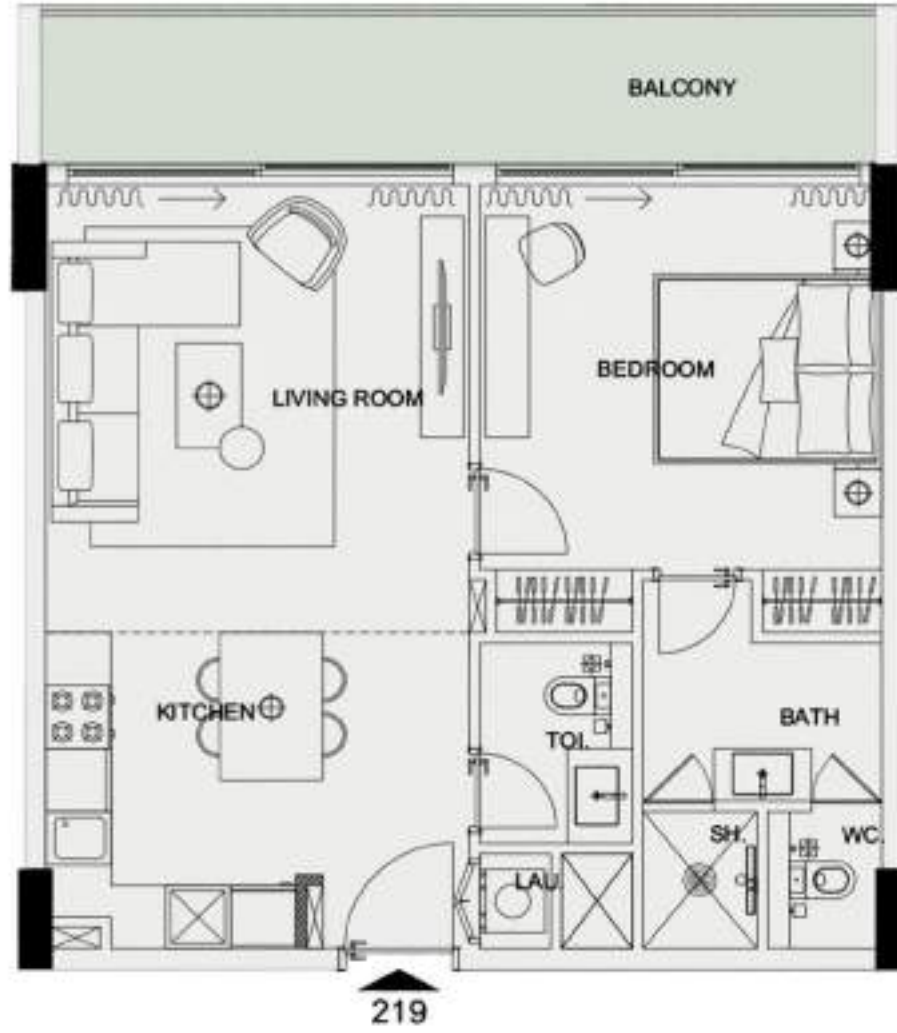 BALCONY
LIVING ROOM
BEDROOM
KITCHEN
TOI.
BATH
SH.
WC.
LAU.
219